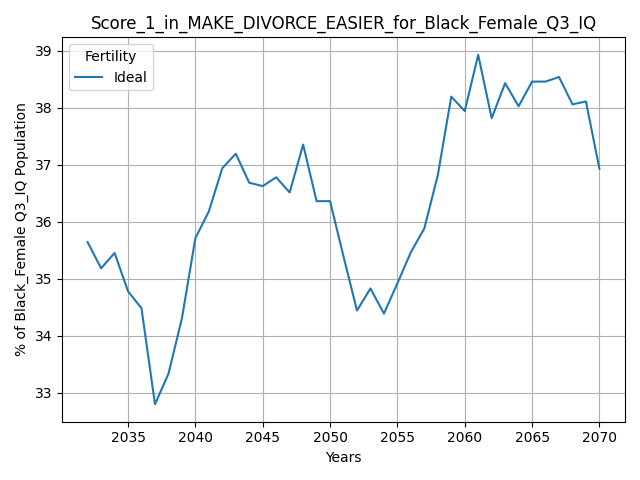 Score_1_in_MAKE_DIVORCE_EASIER_for_Black_Female_Q3_IQ
Fertility
Ideal
% of Black_Female Q3_IQ Population
39
38
37
36
35
34
33
2035 2040 2045 2050 2055 2060 2065 2070
Years